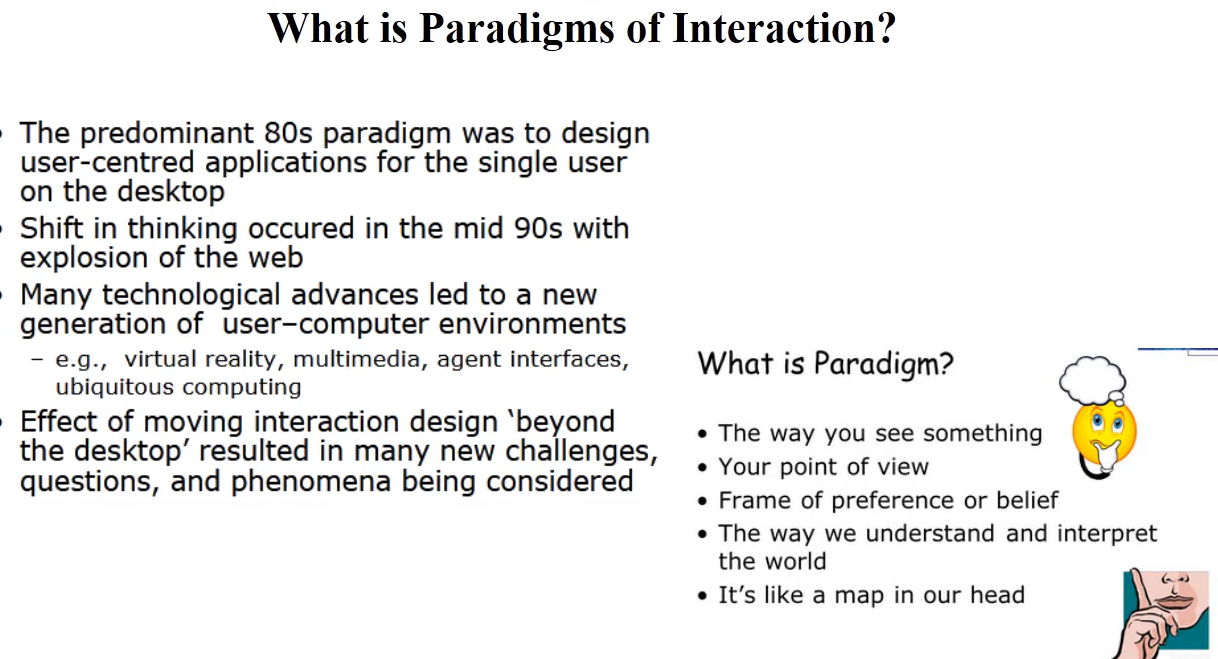 What is Paradigms of Interaction?
• The predominant 80s paradigm was to design
user-centred applications for the single user
on the desktop
• Shift in thinking occured in the mid 90s with
explosion of the web
• Many technological advances led to a new
generation of user–computer environments
– e.g., virtual reality, multimedia, agent interfaces,
ubiquitous computing
• Effect of moving interaction design ‘beyond
the desktop’ resulted in many new challenges,
questions, and phenomena being considered
What is Paradigm?
• The way you see something
• Your point of view
• Frame of preference or belief
• The way we understand and interpret
the world
• It’s like a map in our head